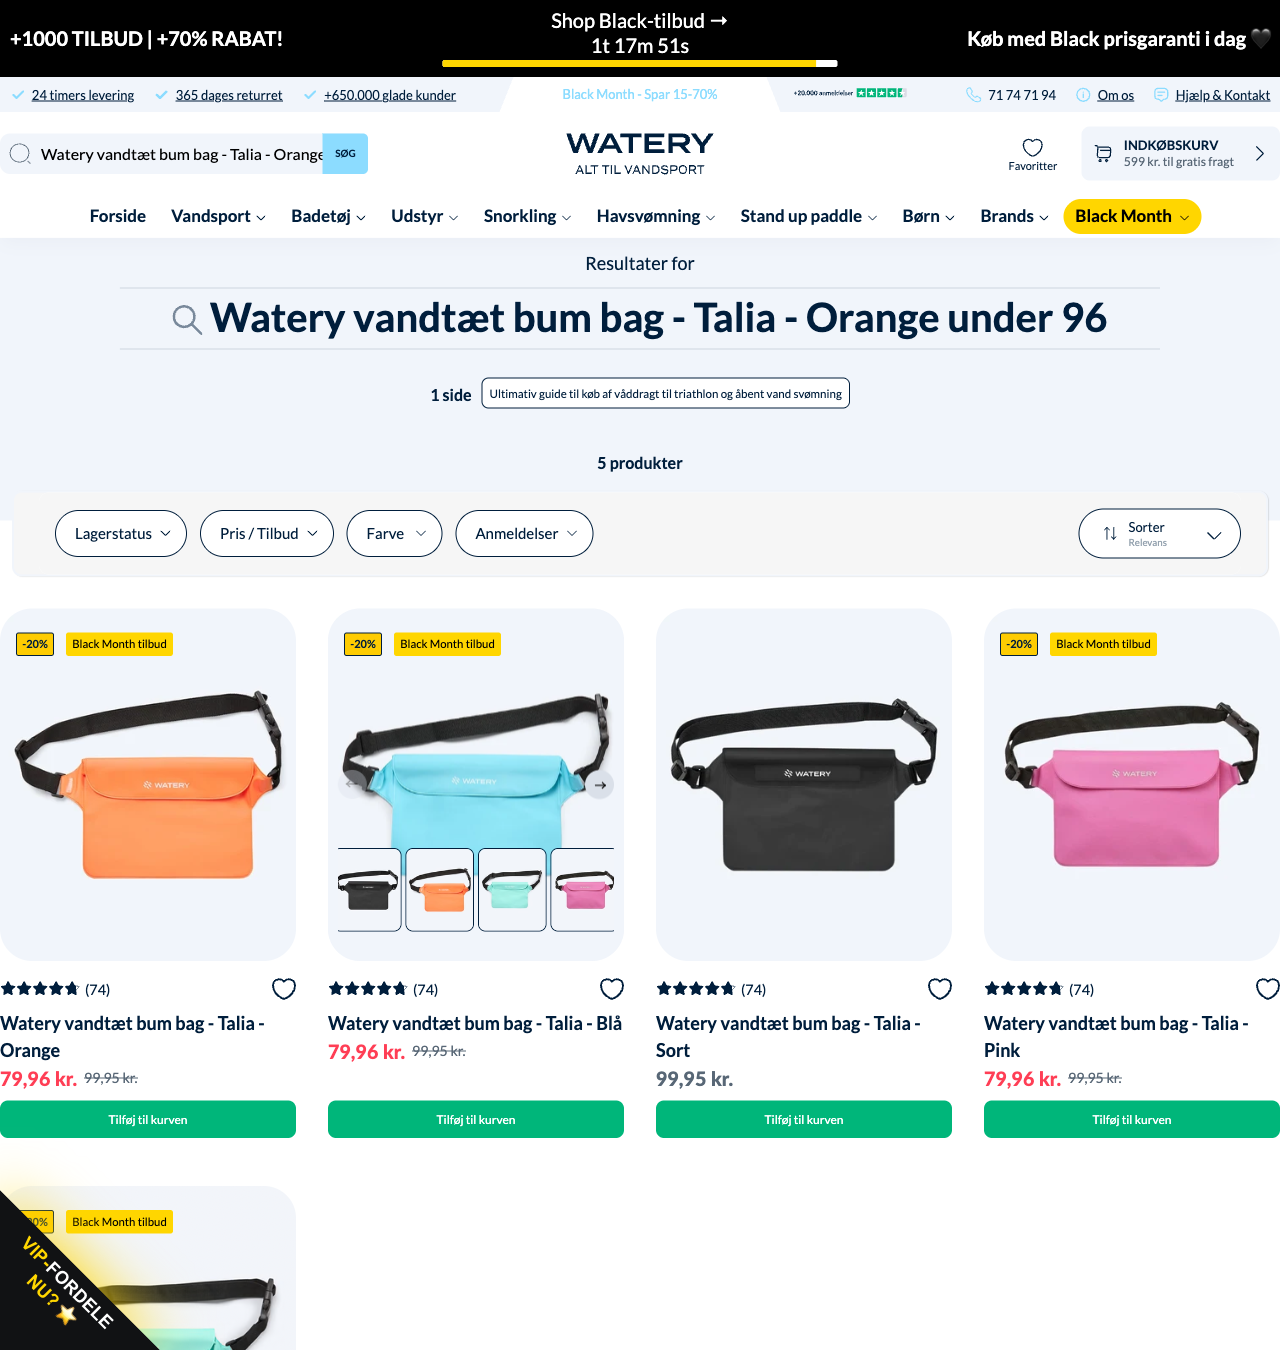 +1000 TILBUD | +70% RABAT!
Shop Black-tilbud →
1t 17m 51s
Køb med Black prisgaranti i dag 🖤
24 timers levering
365 dages returret
+650.000 glade kunder
Black Month - Spar 15-70%
+20.000 anmeldelser
71 74 71 94
Om os
Hjælp & Kontakt
Watery vandtæt bum bag - Talia - Orange
SØG
WATERY
ALT TIL VANDSPORT
Favoritter
INDKØBSKURV
599 kr. til gratis fragt
Forside
Vandsport
Badetøj
Udstyr
Snorkling
Havsvømning
Stand up paddle
Børn
Brands
Black Month
Resultater for
Watery vandtæt bum bag - Talia - Orange under 96
1 side
Ultimativ guide til køb af våddragt til triathlon og åbent vand svømning
5 produkter
Lagerstatus
Pris / Tilbud
Farve
Anmeldelser
Sorter
Relevans
-20%
Black Month tilbud
WATERY
-20%
Black Month tilbud
WATERY
WATERY
-20%
Black Month tilbud
WATERY
(74)
(74)
(74)
(74)
Watery vandtæt bum bag - Talia -
Orange
79,96 kr. 99,95 kr.
Tilføj til kurven
Watery vandtæt bum bag - Talia - Blå
79,96 kr. 99,95 kr.
Tilføj til kurven
Watery vandtæt bum bag - Talia -
Sort
99,95 kr.
Tilføj til kurven
Watery vandtæt bum bag - Talia -
Pink
79,96 kr. 99,95 kr.
Tilføj til kurven
-20%
Black Month tilbud
VIP-FORDELE
NU? ⭐